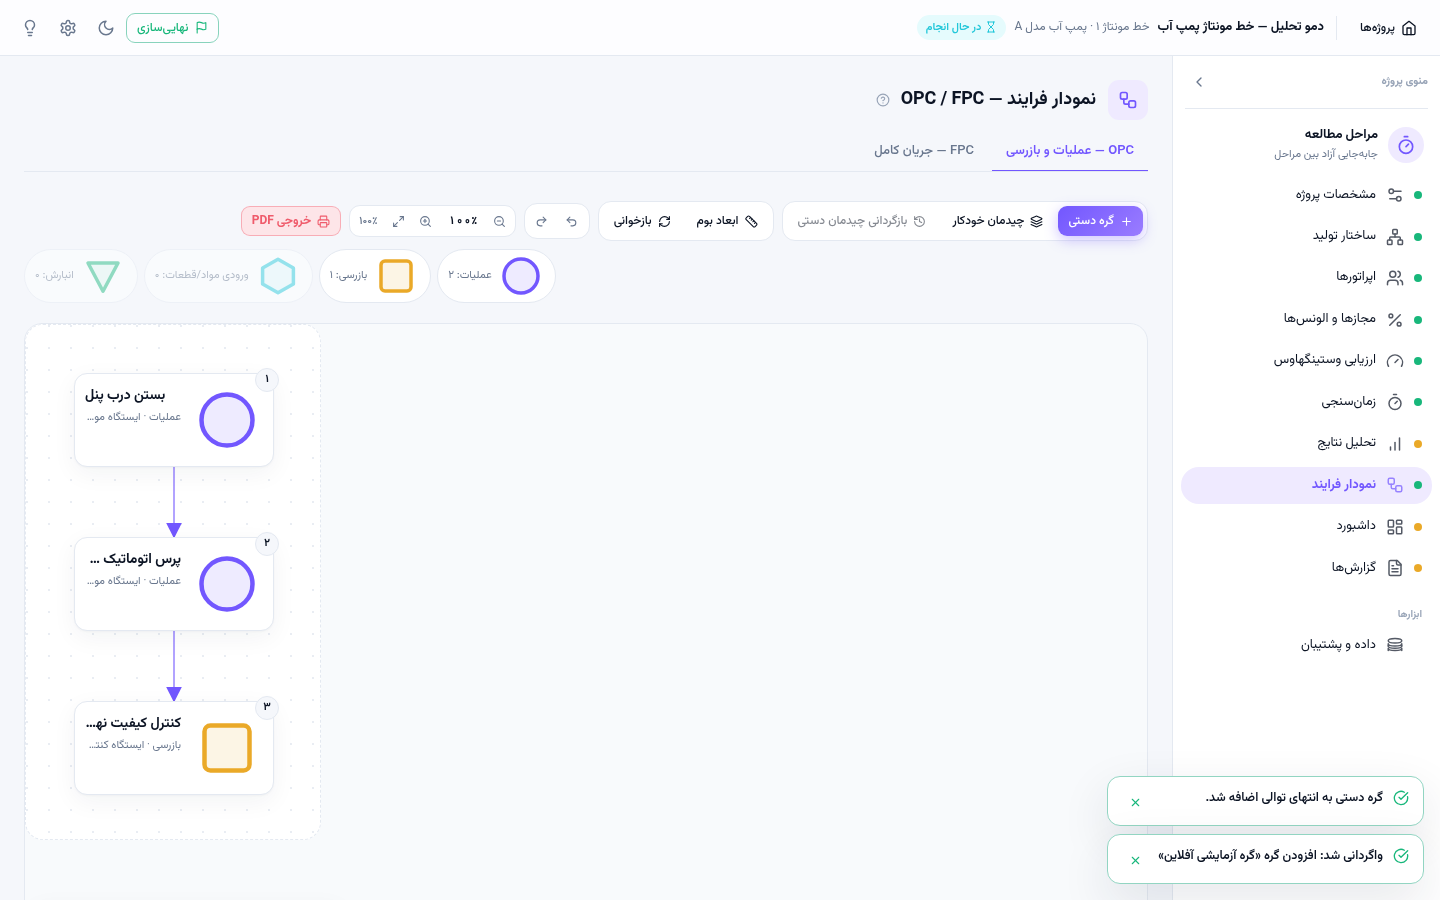 پروژه‌ها
دمو تحلیل — خط مونتاژ پمپ آب
خط مونتاژ ۱ · پمپ آب مدل A
در حال انجام
نهایی‌سازی
منوی پروژه
مراحل مطالعه
جابه‌جایی آزاد بین مراحل
مشخصات پروژه
ساختار تولید
اپراتورها
مجازها و الونس‌ها
ارزیابی وستینگهاوس
زمان‌سنجی
تحلیل نتایج
نمودار فرایند
داشبورد
گزارش‌ها
ابزارها
داده و پشتیبان
نمودار فرایند — OPC / FPC
OPC — عملیات و بازرسی
FPC — جریان کامل
گره دستی
چیدمان خودکار
بازگردانی چیدمان دستی
ابعاد بوم
بازخوانی
۱۰۰٪
۱۰۰٪
خروجی PDF
عملیات: ۲
بازرسی: ۱
ورودی مواد/قطعات: ۰
انبارش: ۰
۱
بستن درب پنل
عملیات · ایستگاه مو...
۲
پرس اتوماتیک ...
عملیات · ایستگاه مو...
۳
کنترل کیفیت نه...
بازرسی · ایستگاه کنت...
گره دستی به انتهای توالی اضافه شد.
واگردانی شد: افزودن گره «گره آزمایشی آفلاین»